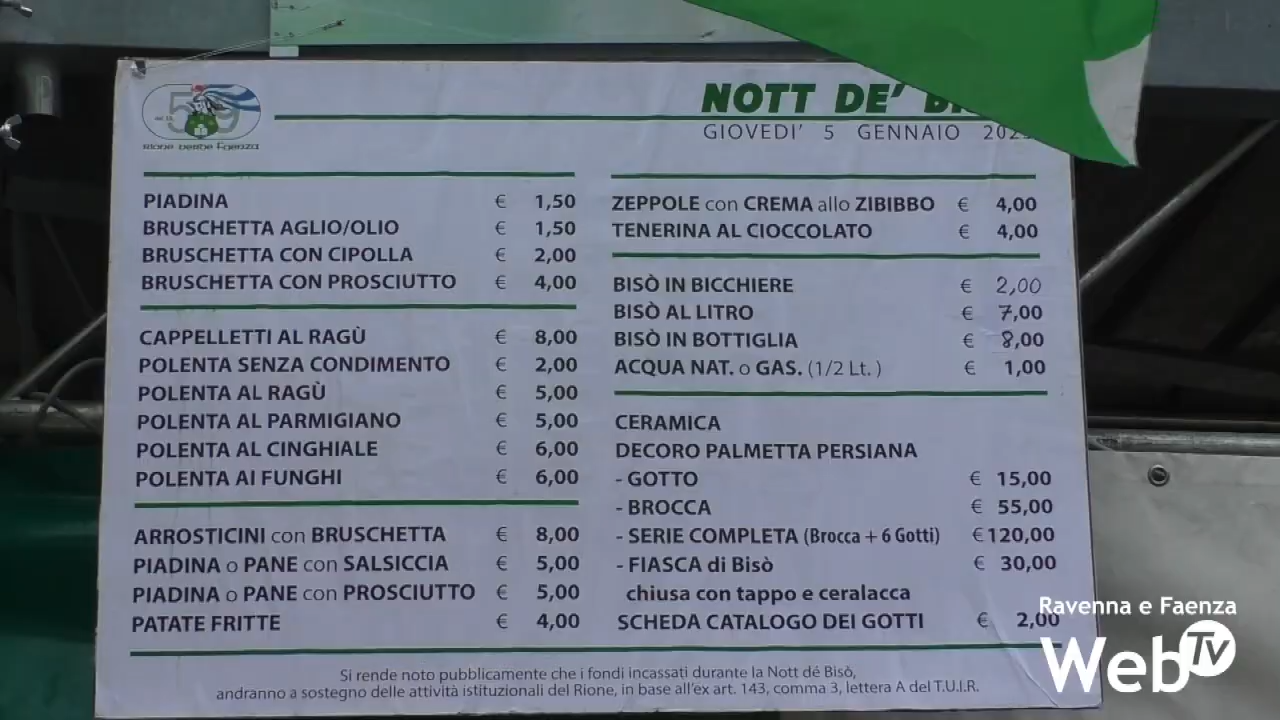 59
Rione Verde Faenza
NOTT DE'
GIOVEDI' 5 GENNAIO
PIADINA € 1,50
BRUSCHETTA AGLIO/OLIO € 1,50
BRUSCHETTA CON CIPOLLA € 2,00
BRUSCHETTA CON PROSCIUTTO € 4,00
CAPPELLETTI AL RAGÙ € 8,00
POLENTA SENZA CONDIMENTO € 2,00
POLENTA AL RAGÙ € 5,00
POLENTA AL PARMIGIANO € 5,00
POLENTA AL CINGHIALE € 6,00
POLENTA AI FUNGHI € 6,00
ARROSTICINI con BRUSCHETTA € 8,00
PIADINA o PANE con SALSICCIA € 5,00
PIADINA o PANE con PROSCIUTTO € 5,00
PATATE FRITTE € 4,00
ZEPPOLE con CREMA allo ZIBIBBO € 4,00
TENERINA AL CIOCCOLATO € 4,00
BISÒ IN BICCHIERE € 2,00
BISÒ AL LITRO € 7,00
BISÒ IN BOTTIGLIA € 8,00
ACQUA NAT. o GAS. (1/2 Lt. ) € 1,00
CERAMICA
DECORO PALMETTA PERSIANA
- GOTTO € 15,00
- BROCCA € 55,00
- SERIE COMPLETA (Brocca + 6 Gotti) € 120,00
- FIASCA di Bisò € 30,00
chiusa con tappo e ceralacca
SCHEDA CATALOGO DEI GOTTI € 2,00
Si rende noto pubblicamente che i fondi incassati durante la Nott dé Bisò,
andranno a sostegno delle attività istituzionali del Rione, in base all'ex art. 143, comma 3, lettera A del T.U.I.R.
Ravenna e Faenza
Web Tv